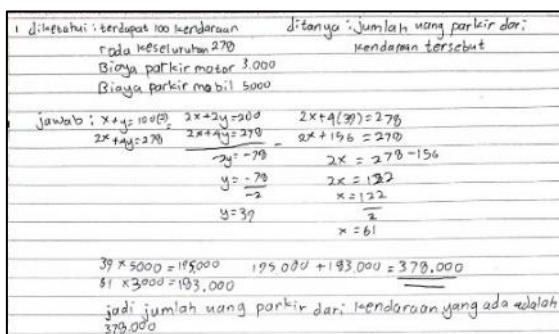 1 diketahui : terdapat 100 kendaraan
roda keseluruhan 278
Biaya parkir motor 3.000
Biaya parkir mobil 5000
ditanya : jumlah uang parkir dari
kendaraan tersebut
jawab : x+y = 100(2) = 2x+2y = 200
2x+4y = 278 2x+4y = 278 -
-2y = -78
y = -78
-2
y = 39
2x+4(39) = 278
2x + 156 = 278
2x = 278 - 156
2x = 122
x = 122
2
x = 61
39 x 5000 = 195.000 195 000 + 183.000 = 378.000
61 x 3000 = 183.000
jadi jumlah uang parkir dari kendaraan yang ada adalah
378.000